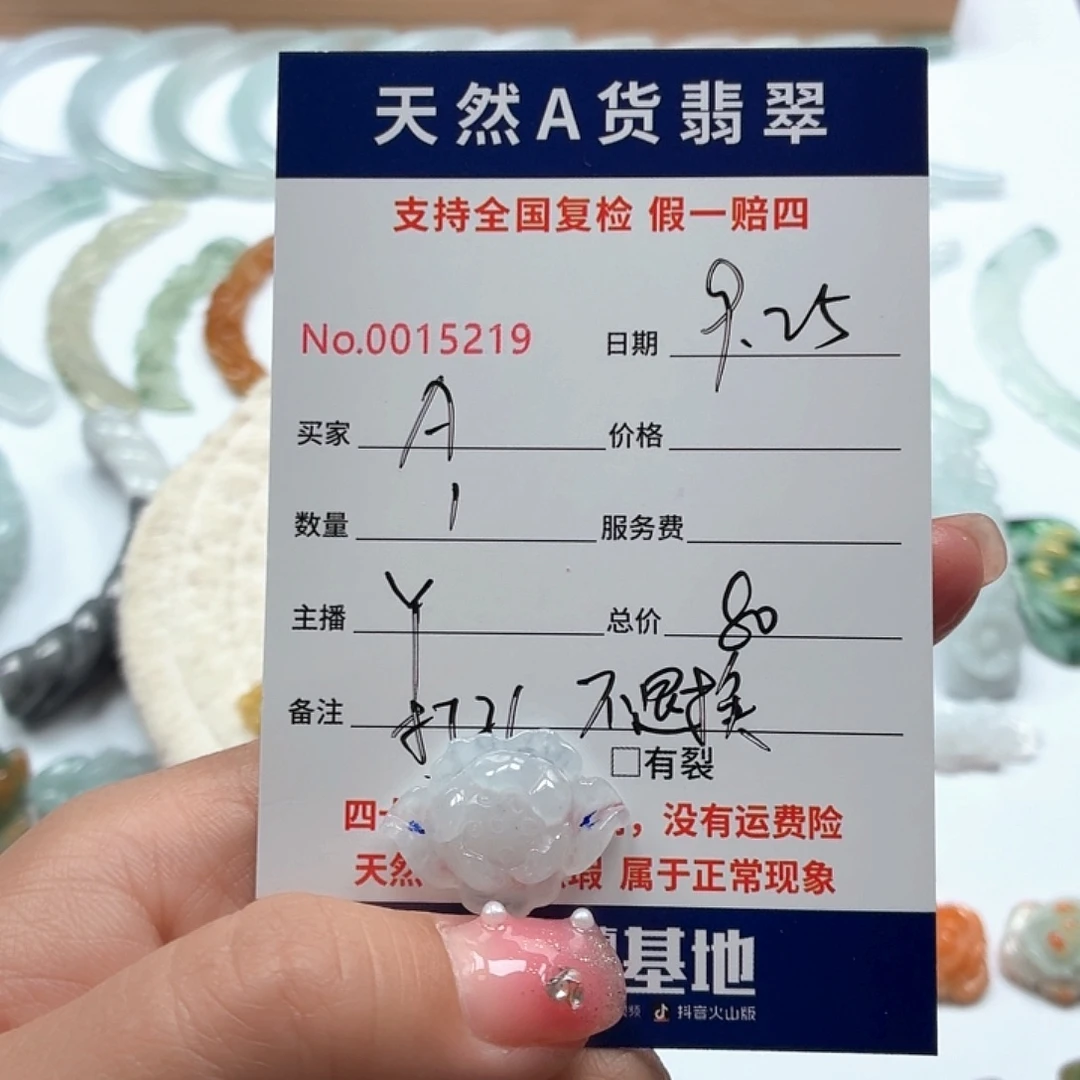 天然A货翡翠
支持全国复检 假一赔四
No.0015219 日期 9.25
买家 A 价格
数量 1 服务费
主播 Y 总价 80
备注 不退换
□有裂
四 ，没有运费险
天然 瑕 属于正常现象
基地
抖音火山版